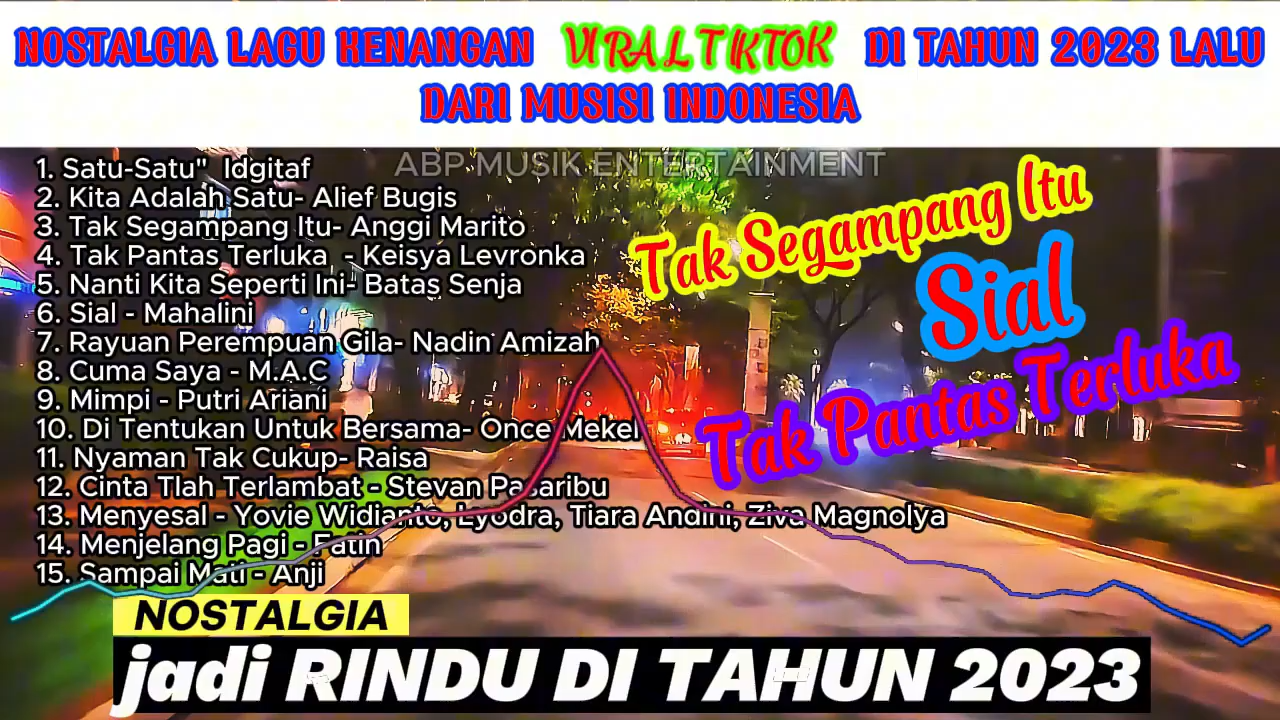 NOSTALGIA LAGU KENANGAN VIRAL TIKTOK DI TAHUN 2023 LALU
DARI MUSISI INDONESIA
ABP MUSIK ENTERTAINMENT
1. Satu-Satu" Idgitaf
2. Kita Adalah Satu- Alief Bugis
3. Tak Segampang Itu- Anggi Marito
4. Tak Pantas Terluka - Keisya Levronka
5. Nanti Kita Seperti Ini- Batas Senja
6. Sial - Mahalini
7. Rayuan Perempuan Gila- Nadin Amizah
8. Cuma Saya - M.A.C
9. Mimpi - Putri Ariani
10. Di Tentukan Untuk Bersama- Once Mekel
11. Nyaman Tak Cukup- Raisa
12. Cinta Tlah Terlambat - Stevan Pasaribu
13. Menyesal - Yovie Widianto, Lyodra, Tiara Andini, Ziva Magnolya
14. Menjelang Pagi - Fatin
15. Sampai Mati - Anji
Tak Segampang Itu
Sial
Tak Pantas Terluka
NOSTALGIA
jadi RINDU DI TAHUN 2023